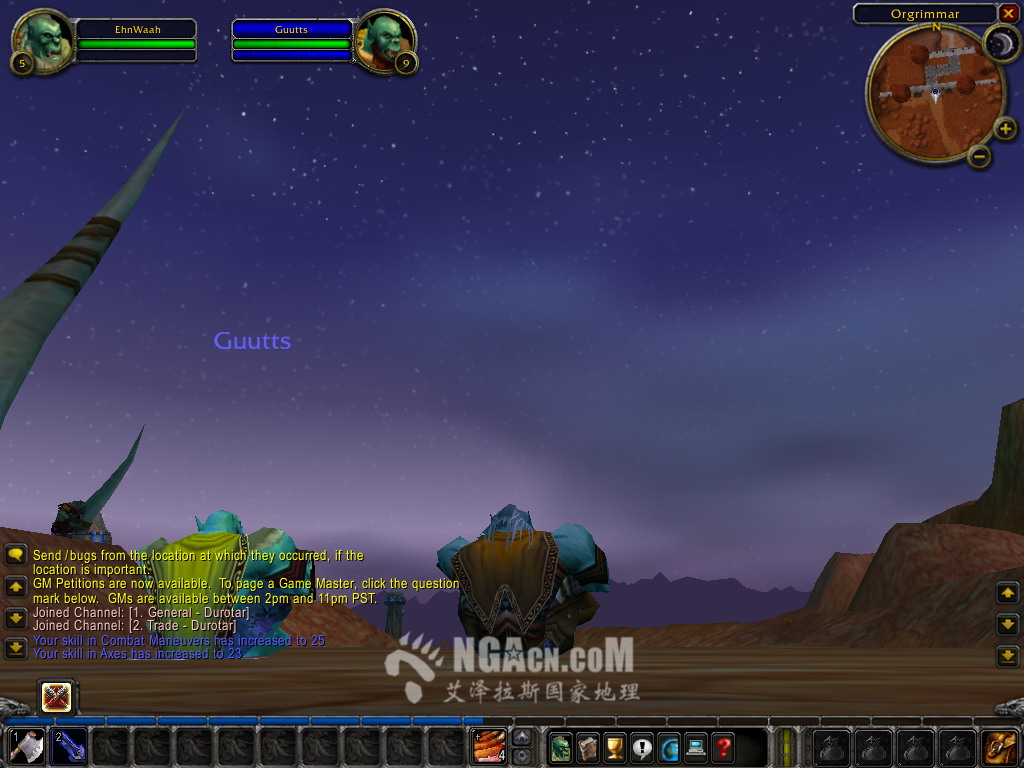 EhnWaah
5
Guutts
9
Orgrimmar
N
Guutts
Send /bugs from the location at which they occurred, if the
location is important.
GM Petitions are now available. To page a Game Master, click the question
mark below. GMs are available between 2pm and 11pm PST.
Joined Channel: [1. General - Durotar]
Joined Channel: [2. Trade - Durotar]
Your skill in Combat Maneuvers has increased to 25
Your skill in Axes has increased to 23.
NGACN.COM
艾泽拉斯国家地理
1
2
4